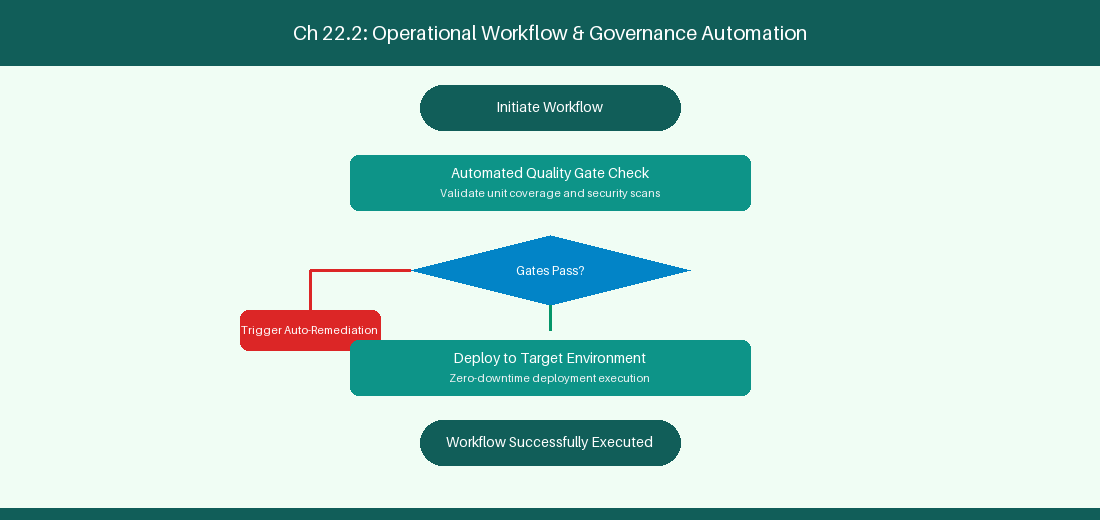 Ch 22.2: Operational Workflow & Governance Automation
Initiate Workflow
Automated Quality Gate Check
Validate unit coverage and security scans
Gates Pass?
Trigger Auto-Remediation
Deploy to Target Environment
Zero-downtime deployment execution
Workflow Successfully Executed